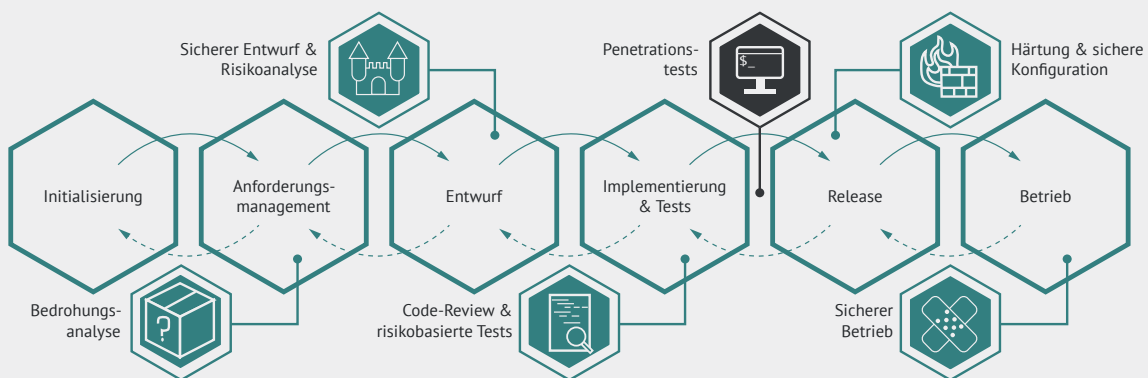 Sicherer Entwurf &
Risikoanalyse
Penetrations-
tests
$_
Härtung & sichere
Konfiguration
Initialisierung
Anforderungs-
management
Entwurf
Implementierung
& Tests
Release
Betrieb
Bedrohungs-
analyse
?
Code-Review &
risikobasierte Tests
Sicherer
Betrieb